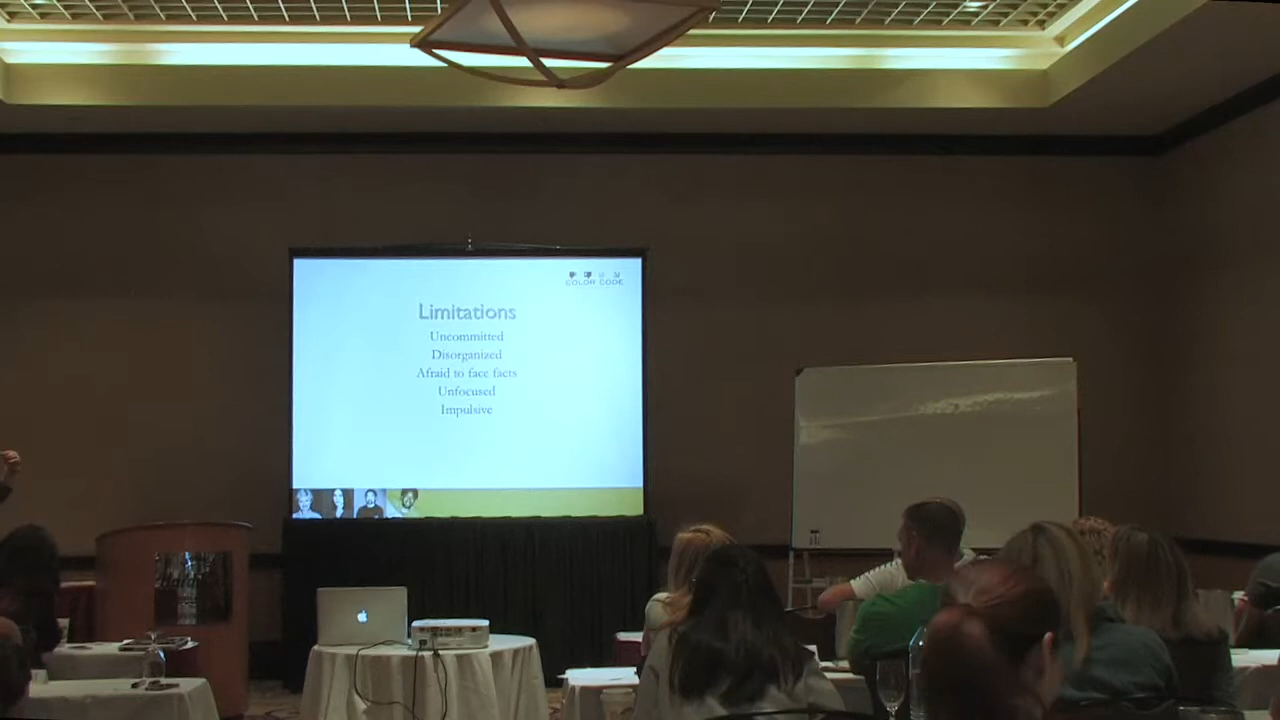 COLOR CODE
Limitations
Uncommitted
Disorganized
Afraid to face facts
Unfocused
Impulsive